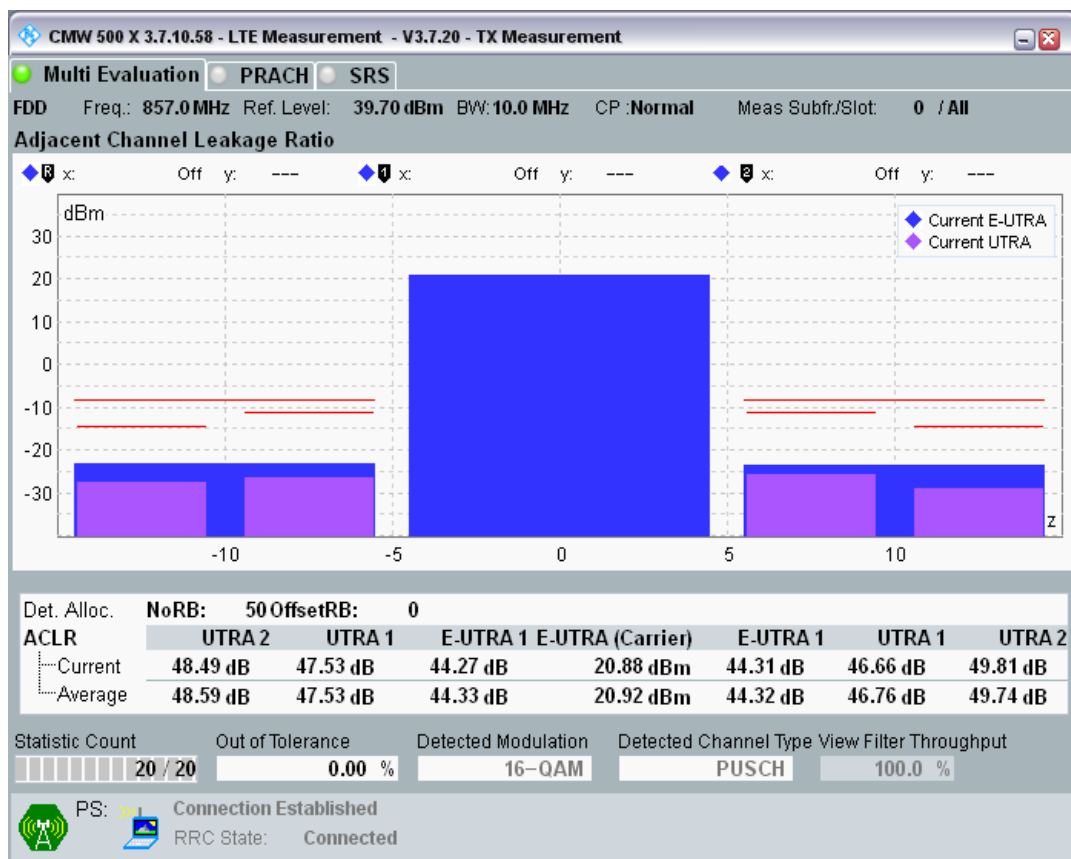 CMW 500 X 3.7.10.58 - LTE Measurement - V3.7.20 - TX Measurement
Multi Evaluation PRACH SRS
FDD Freq.: 857.0 MHz Ref. Level: 39.70 dBm BW: 10.0 MHz CP :Normal Meas Subfr./Slot: 0 / All
Adjacent Channel Leakage Ratio
R x: Off y: --- 1 x: Off y: --- 2 x: Off y: ---
dBm
Current E-UTRA
Current UTRA
30
20
10
0
-10
-20
-30
z
-10 -5 0 5 10
Det. Alloc. NoRB: 50 OffsetRB: 0
ACLR UTRA 2 UTRA 1 E-UTRA 1 E-UTRA (Carrier) E-UTRA 1 UTRA 1 UTRA 2
Current 48.49 dB 47.53 dB 44.27 dB 20.88 dBm 44.31 dB 46.66 dB 49.81 dB
Average 48.59 dB 47.53 dB 44.33 dB 20.92 dBm 44.32 dB 46.76 dB 49.74 dB
Statistic Count Out of Tolerance Detected Modulation Detected Channel Type View Filter Throughput
20 / 20 0.00 % 16-QAM PUSCH 100.0 %
PS: Connection Established
RRC State: Connected